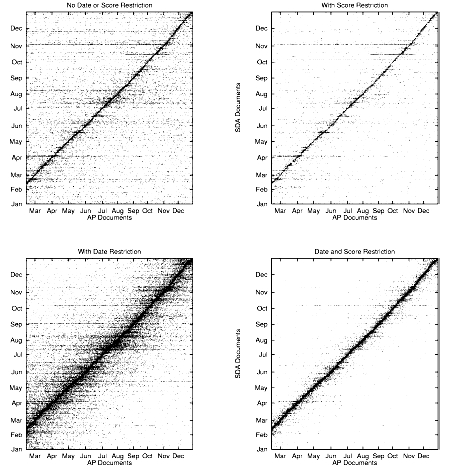 No Date or Score Restriction
Dec
Nov
Oct
Sep
Aug
Jul
Jun
May
Apr
Mar
Feb
Jan
Mar Apr May Jun Jul Aug Sep Oct Nov Dec
AP Documents
With Score Restriction
SDA Documents
Dec
Nov
Oct
Sep
Aug
Jul
Jun
May
Apr
Mar
Feb
Jan
Mar Apr May Jun Jul Aug Sep Oct Nov Dec
AP Documents
With Date Restriction
Dec
Nov
Oct
Sep
Aug
Jul
Jun
May
Apr
Mar
Feb
Jan
Mar Apr May Jun Jul Aug Sep Oct Nov Dec
AP Documents
Date and Score Restriction
SDA Documents
Dec
Nov
Oct
Sep
Aug
Jul
Jun
May
Apr
Mar
Feb
Jan
Mar Apr May Jun Jul Aug Sep Oct Nov Dec
AP Documents